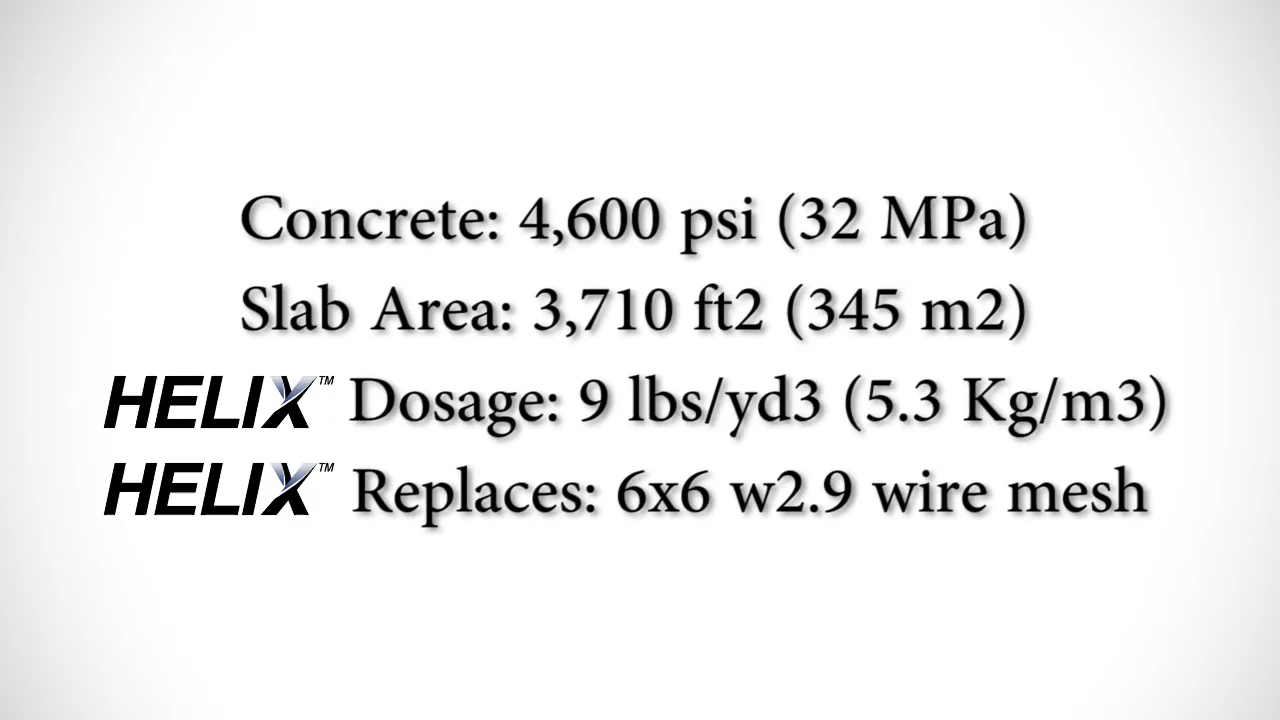 Concrete: 4,600 psi (32 MPa)
Slab Area: 3,710 ft2 (345 m2)
HELIX™ Dosage: 9 lbs/yd3 (5.3 Kg/m3)
HELIX™ Replaces: 6x6 w2.9 wire mesh